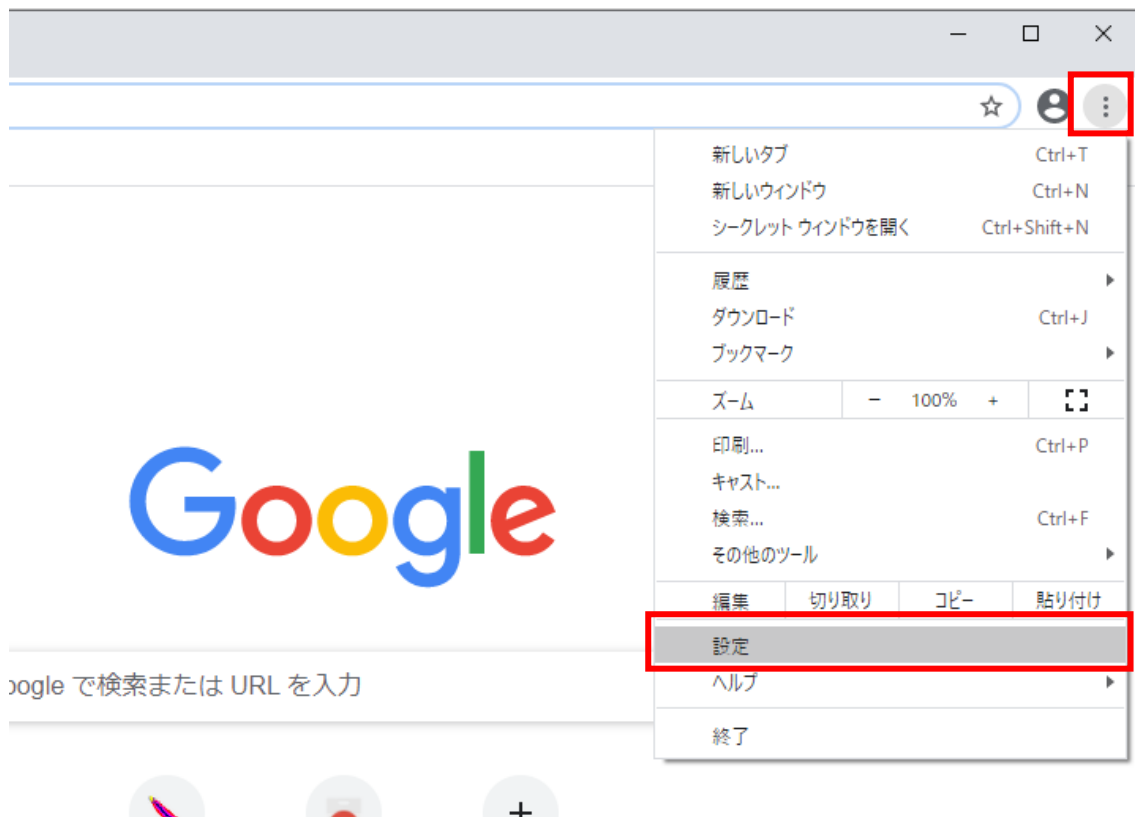 新しいタブ Ctrl+T
新しいウィンドウ Ctrl+N
シークレット ウィンドウを開く Ctrl+Shift+N
履歴
ダウンロード Ctrl+J
ブックマーク
ズーム － 100% +
印刷... Ctrl+P
キャスト...
検索... Ctrl+F
その他のツール
編集 切り取り コピー 貼り付け
設定
ヘルプ
終了
Google
oogle で検索または URL を入力